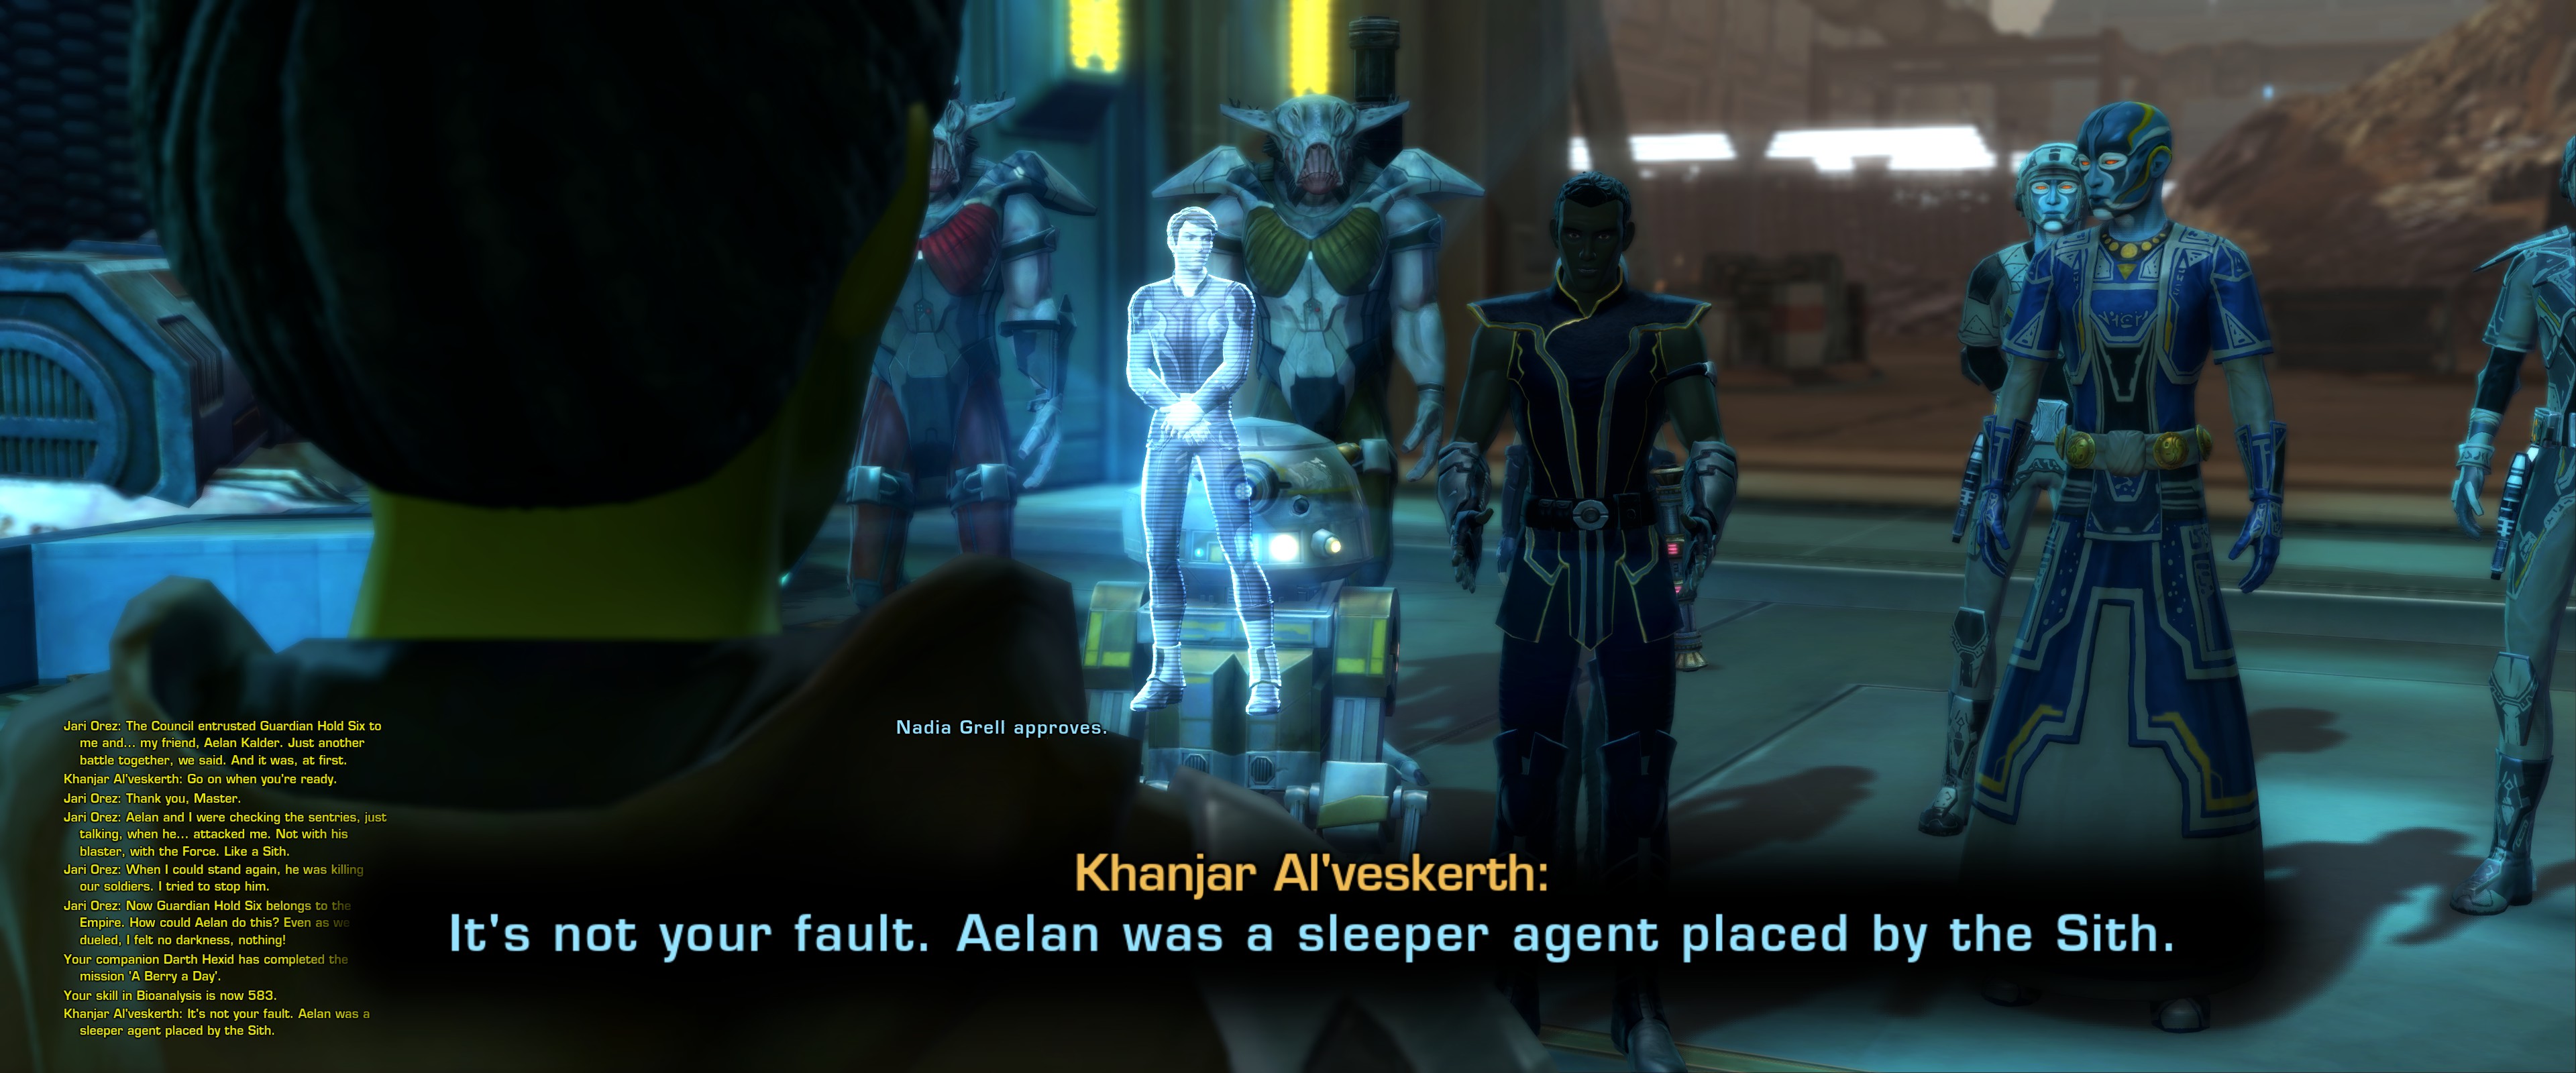 Jari Orez: The Council entrusted Guardian Hold Six to
me and... my friend, Aelan Kalder. Just another
battle together, we said. And it was, at first.
Khanjar Al'veskerth: Go on when you're ready.
Jari Orez: Thank you, Master.
Jari Orez: Aelan and I were checking the sentries, just
talking, when he... attacked me. Not with his
blaster, with the Force. Like a Sith.
Jari Orez: When I could stand again, he was killing
our soldiers. I tried to stop him.
Jari Orez: Now Guardian Hold Six belongs to the
Empire. How could Aelan do this? Even as we
dueled, I felt no darkness, nothing!
Your companion Darth Hexid has completed the
mission 'A Berry a Day'.
Your skill in Bioanalysis is now 583.
Khanjar Al'veskerth: It's not your fault. Aelan was a
sleeper agent placed by the Sith.
Nadia Grell approves.
Khanjar Al'veskerth:
It's not your fault. Aelan was a sleeper agent placed by the Sith.